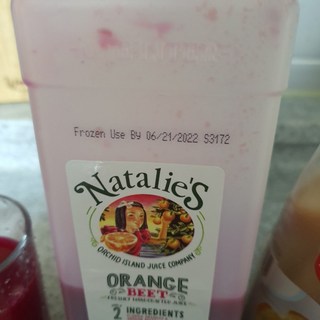 Frozen Use By 06/21/2022 S3172
Natalie's
ORCHID ISLAND JUICE COMPANY
ORANGE
BEET
2 INGREDIENTS